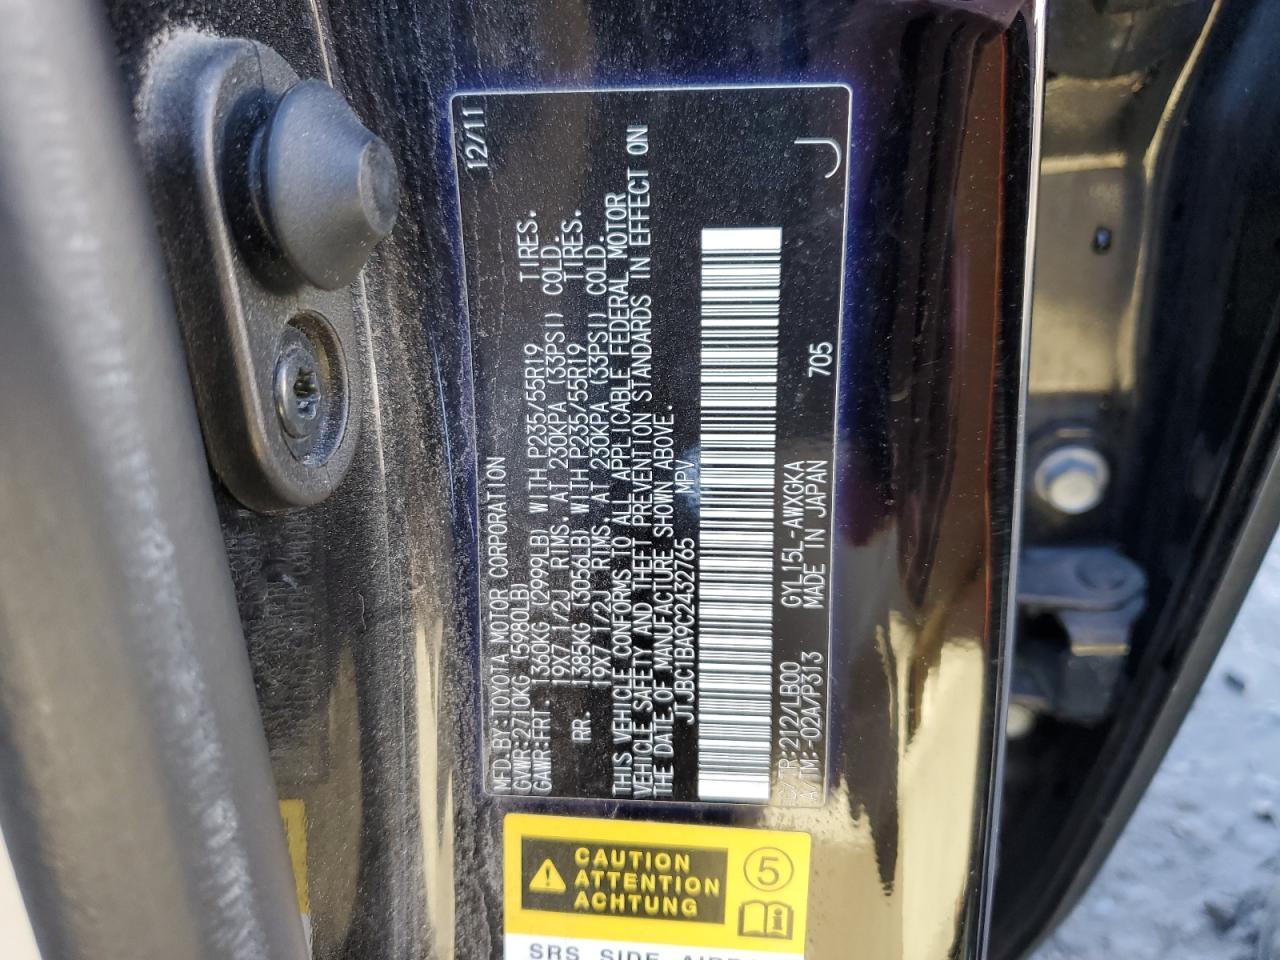 MFD. BY: TOYOTA MOTOR CORPORATION 12/11
GVWR: 2710KG (5980LB)
GAWR: FRT. 1360KG (2999LB) WITH P235/55R19 TIRES.
19X7 1/2J RIMS, AT 230KPA (33PSI) COLD.
RR. 1385KG (3056LB) WITH P235/55R19 TIRES.
19X7 1/2J RIMS, AT 230KPA (33PSI) COLD.
THIS VEHICLE CONFORMS TO ALL APPLICABLE FEDERAL MOTOR
VEHICLE SAFETY AND THEFT PREVENTION STANDARDS IN EFFECT ON
THE DATE OF MANUFACTURE SHOWN ABOVE.
JTJBC1BA9C2432765 MPV
C/TR: 212/LB00 GYL15L-AWXGKA 705 J
A/TM: -02A/P313 MADE IN JAPAN
CAUTION
ATTENTION
ACHTUNG
5
SRS SIDE